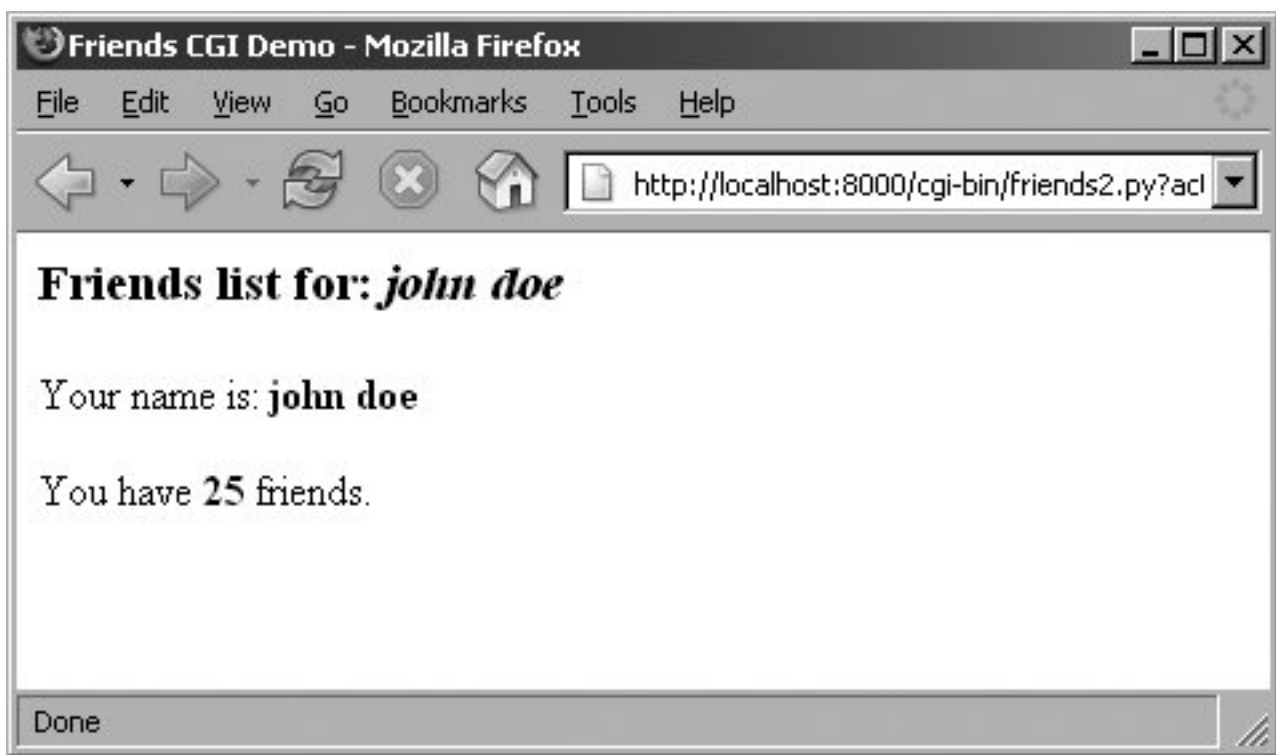 Friends CGI Demo - Mozilla Firefox
File Edit View Go Bookmarks Tools Help
http://localhost:8000/cgi-bin/friends2.py?act
Friends list for: john doe
Your name is: john doe
You have 25 friends.
Done